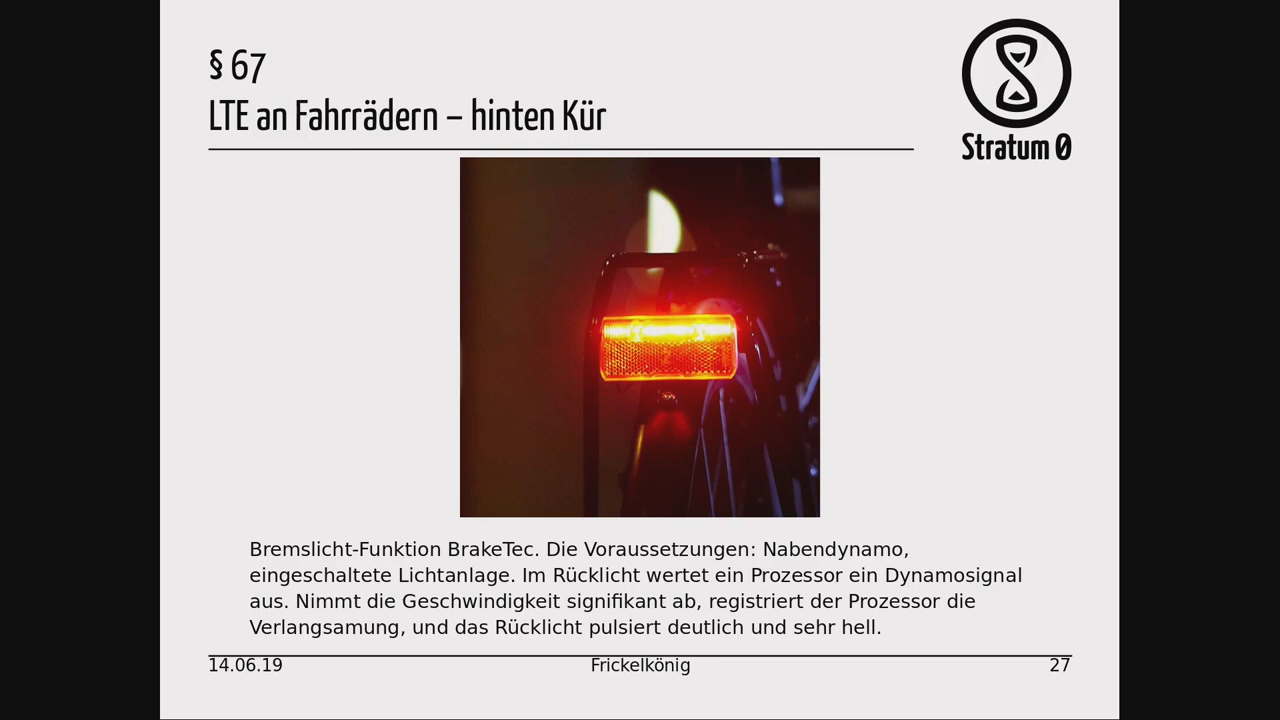 § 67
LTE an Fahrrädern – hinten Kür
Stratum 0
Bremslicht-Funktion BrakeTec. Die Voraussetzungen: Nabendynamo,
eingeschaltete Lichtanlage. Im Rücklicht wertet ein Prozessor ein Dynamosignal
aus. Nimmt die Geschwindigkeit signifikant ab, registriert der Prozessor die
Verlangsamung, und das Rücklicht pulsiert deutlich und sehr hell.
14.06.19 Frickelkönig 27